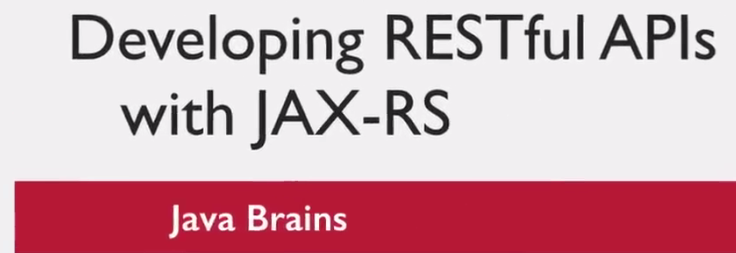 Developing RESTful APIs
with JAX-RS
Java Brains